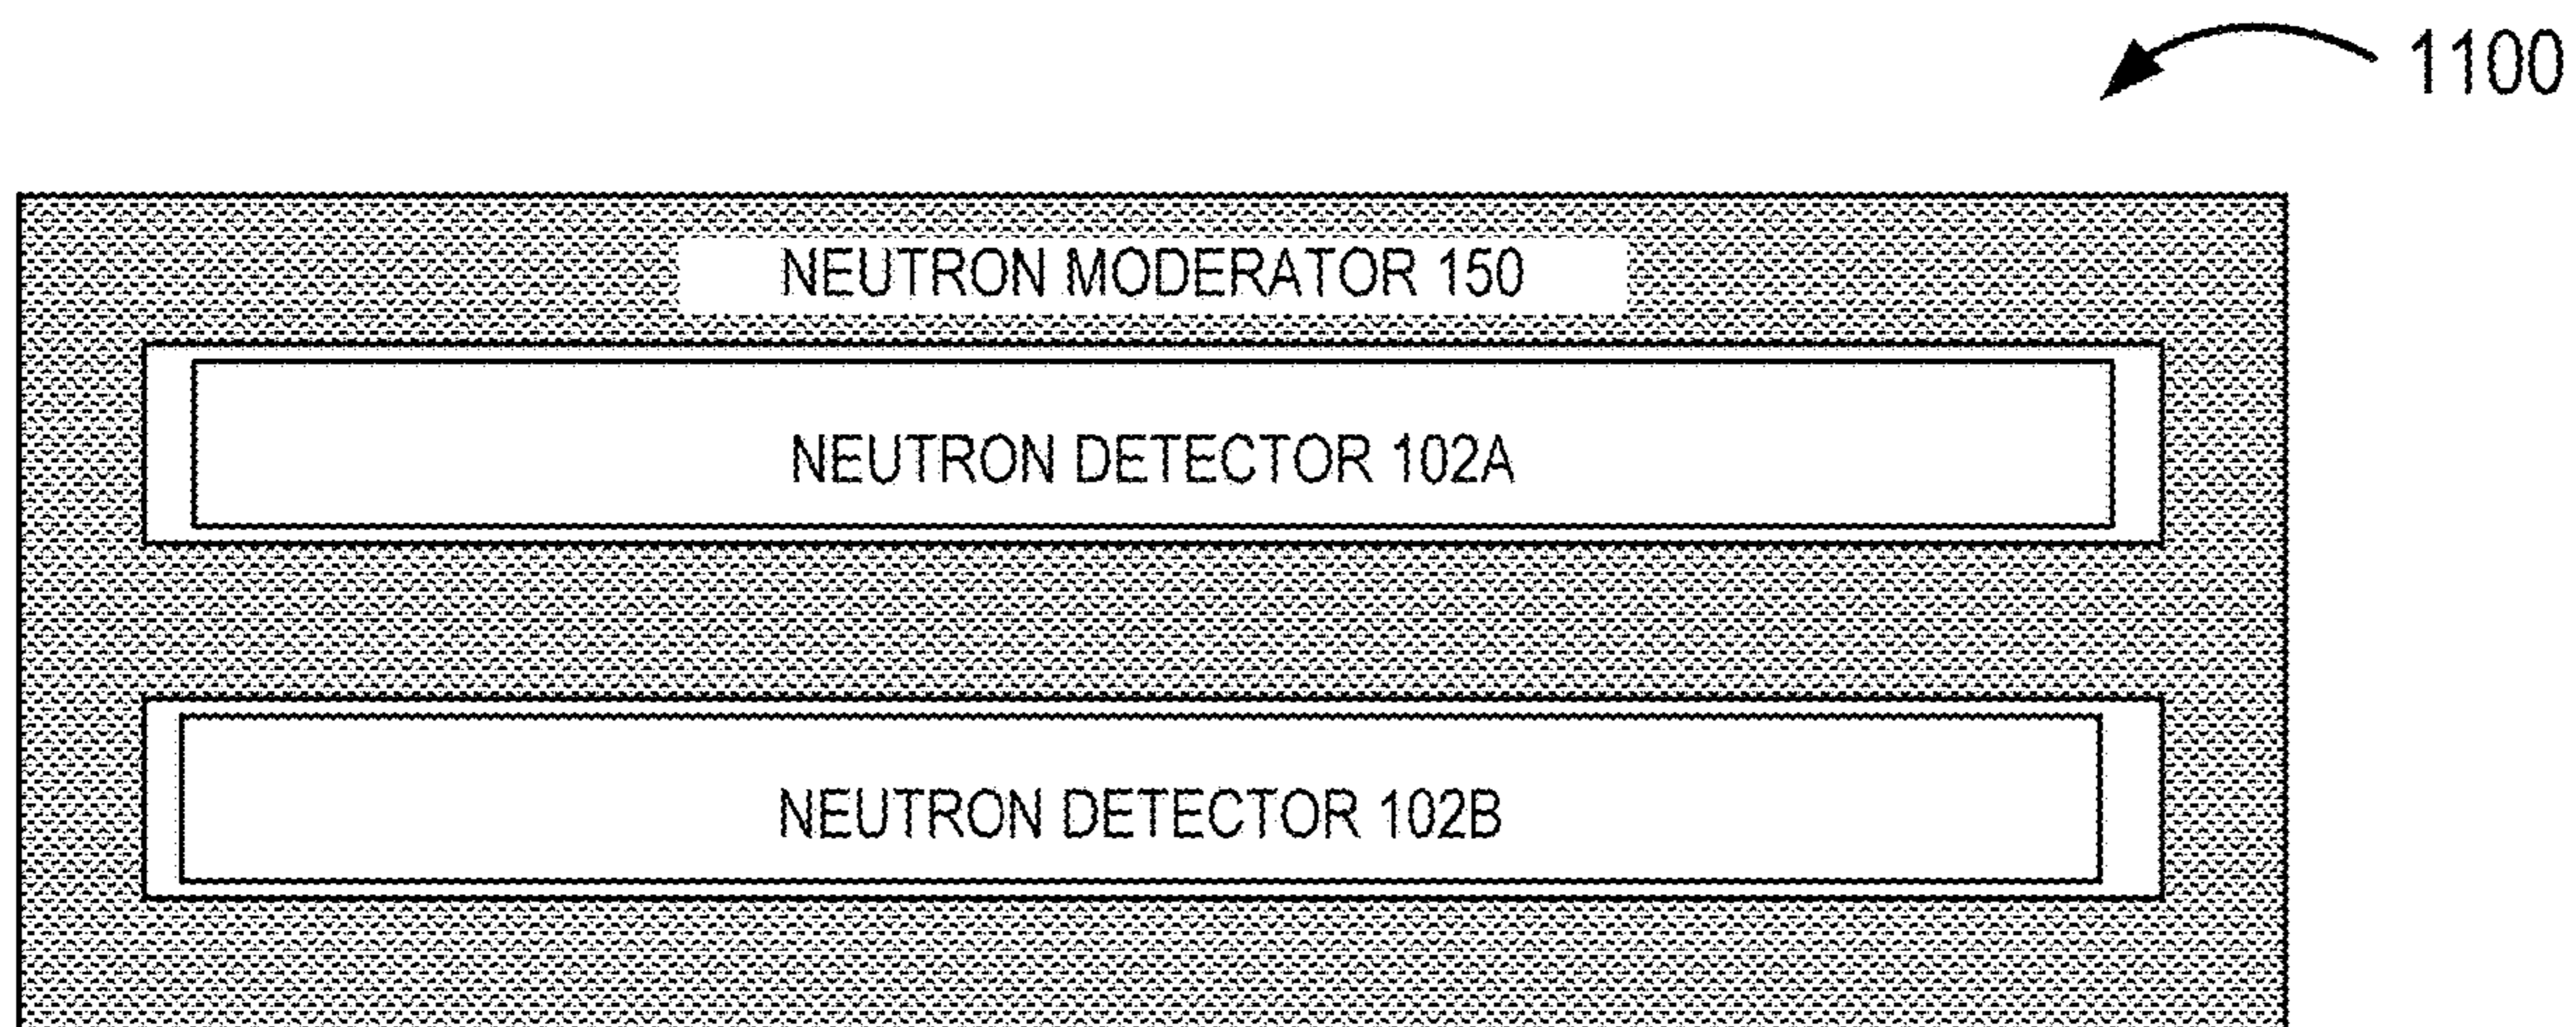 1100
NEUTRON MODERATOR 150
NEUTRON DETECTOR 102A
NEUTRON DETECTOR 102B